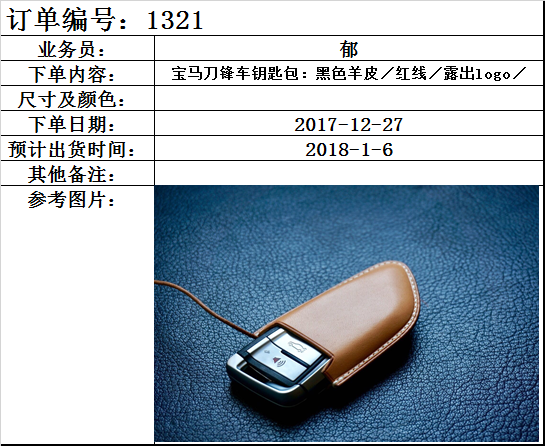 订单编号：1321
业务员： 郁
下单内容： 宝马刀锋车钥匙包：黑色羊皮／红线／露出logo／
尺寸及颜色：
下单日期： 2017-12-27
预计出货时间： 2018-1-6
其他备注：
参考图片：